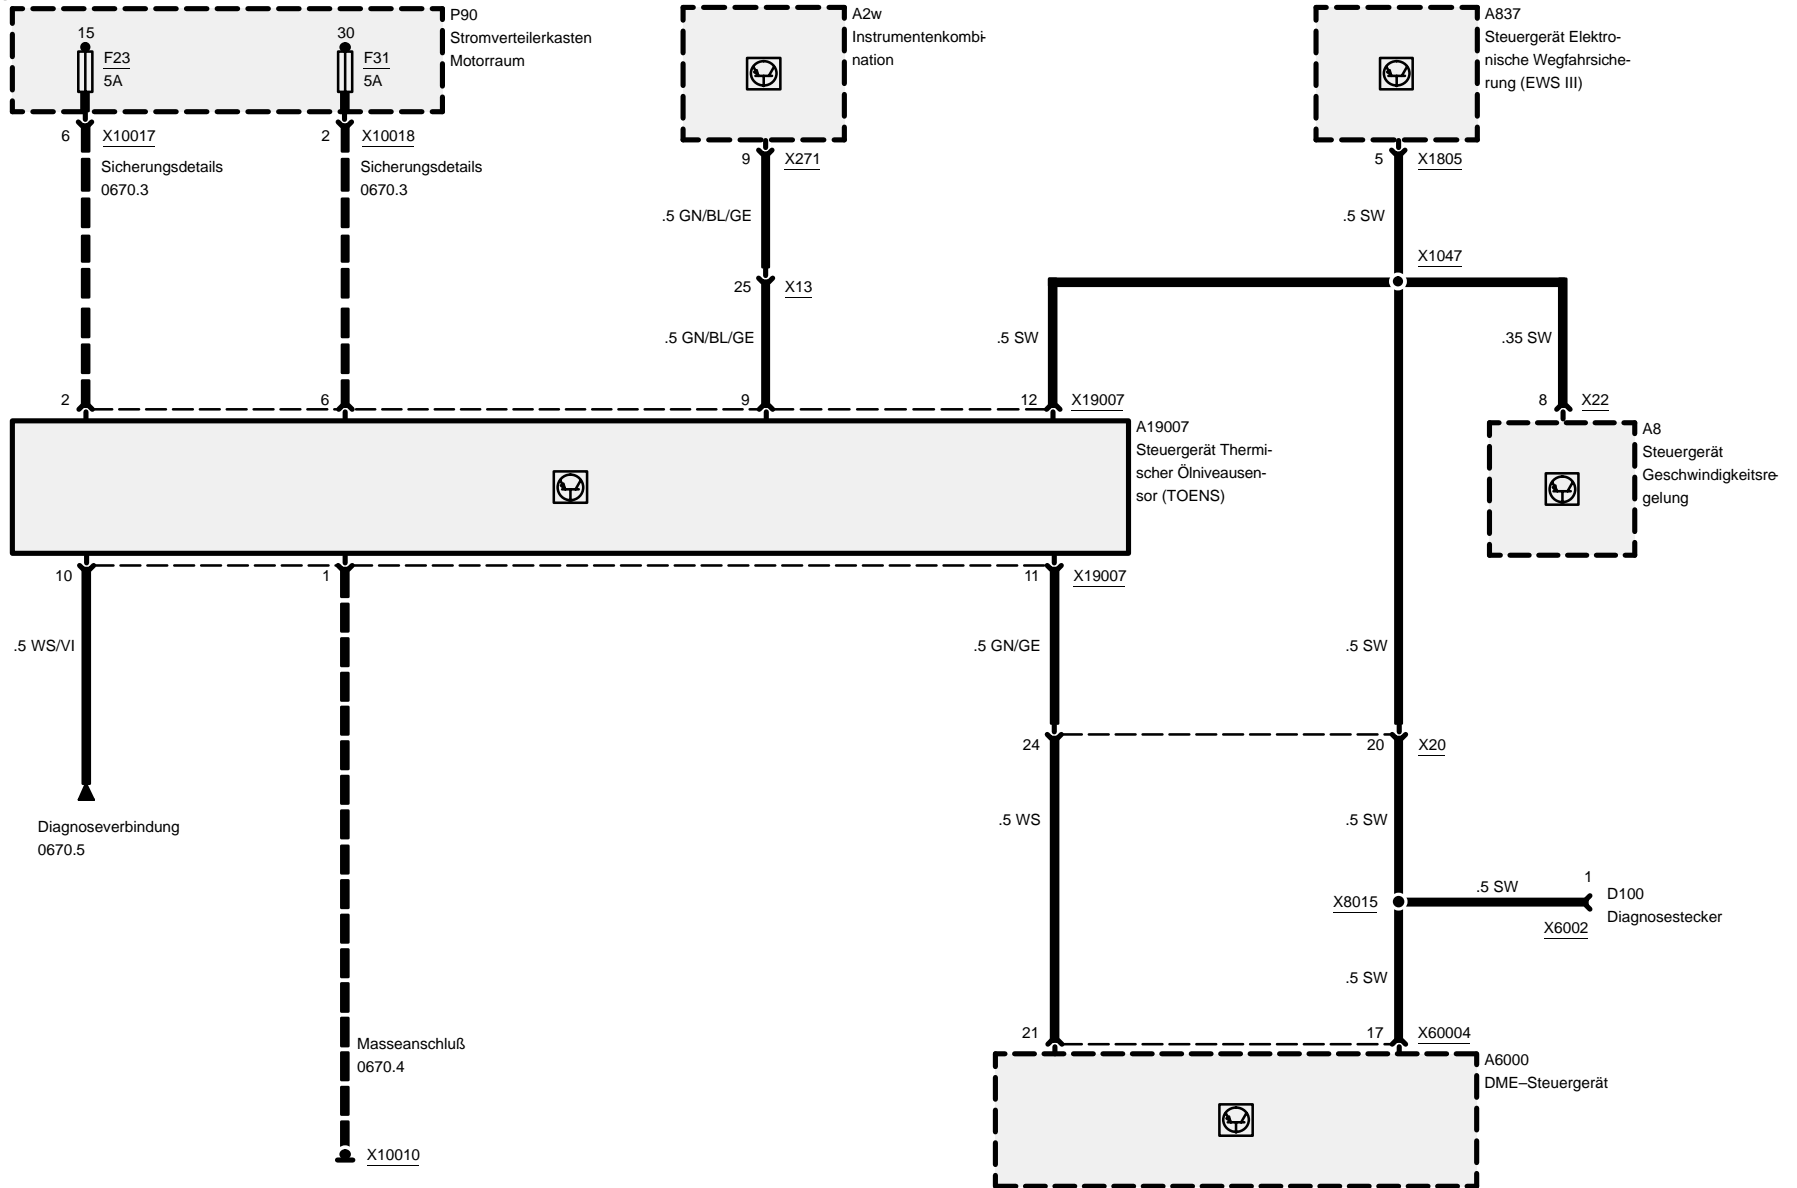 P90
Stromverteilerkasten
Motorraum
15
F23
5A
30
F31
5A
6
X10017
Sicherungsdetails
0670.3
2
X10018
Sicherungsdetails
0670.3
A2w
Instrumentenkombi-
nation
9
X271
.5 GN/BL/GE
25
X13
.5 GN/BL/GE
A837
Steuergerät Elektro-
nische Wegfahrsiche-
rung (EWS III)
5
X1805
.5 SW
X1047
.5 SW
.35 SW
2
6
9
12
X19007
8
X22
A19007
Steuergerät Thermi-
scher Ölniveausen-
sor (TOENS)
A8
Steuergerät
Geschwindigkeitsre-
gelung
10
1
11
X19007
.5 WS/VI
.5 GN/GE
.5 SW
24
20
X20
Diagnoseverbindung
0670.5
.5 WS
.5 SW
X8015
.5 SW
1
D100
Diagnosestecker
X6002
.5 SW
Masseanschluß
0670.4
21
17
X60004
A6000
DME–Steuergerät
X10010